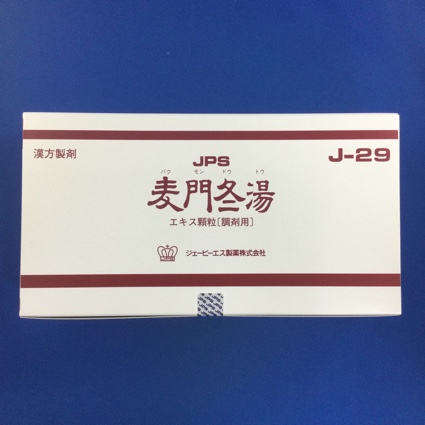 漢方製剤
JPS
J-29
バクモンドウトウ
麦門冬湯
エキス顆粒〔調剤用〕
ジェーピーエス製薬株式会社